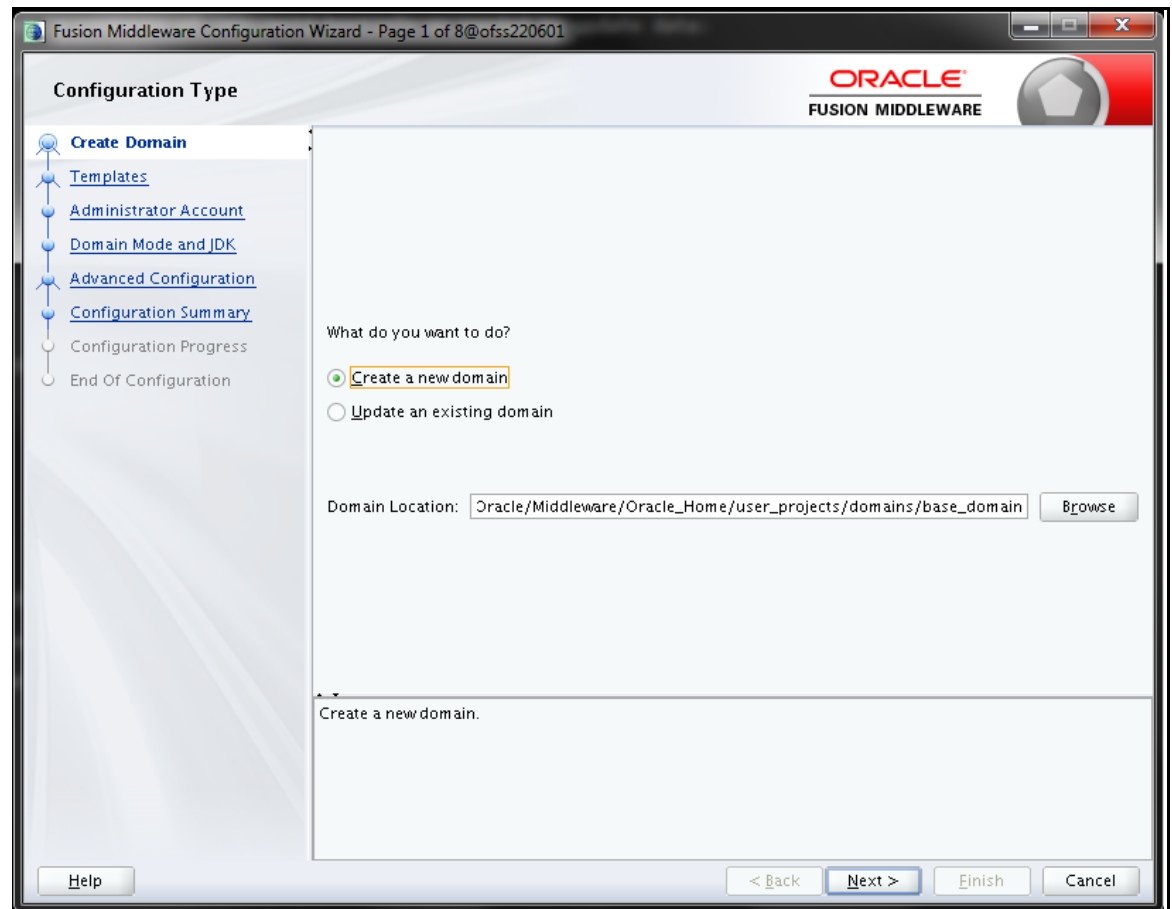 Fusion Middleware Configuration Wizard - Page 1 of 8@ofss220601
Configuration Type
ORACLE
FUSION MIDDLEWARE
Create Domain
Templates
Administrator Account
Domain Mode and JDK
Advanced Configuration
Configuration Summary
Configuration Progress
End Of Configuration
What do you want to do?
Create a new domain
Update an existing domain
Domain Location: Oracle/Middleware/Oracle_Home/user_projects/domains/base_domain Browse
Create a new domain.
Help < Back Next > Finish Cancel